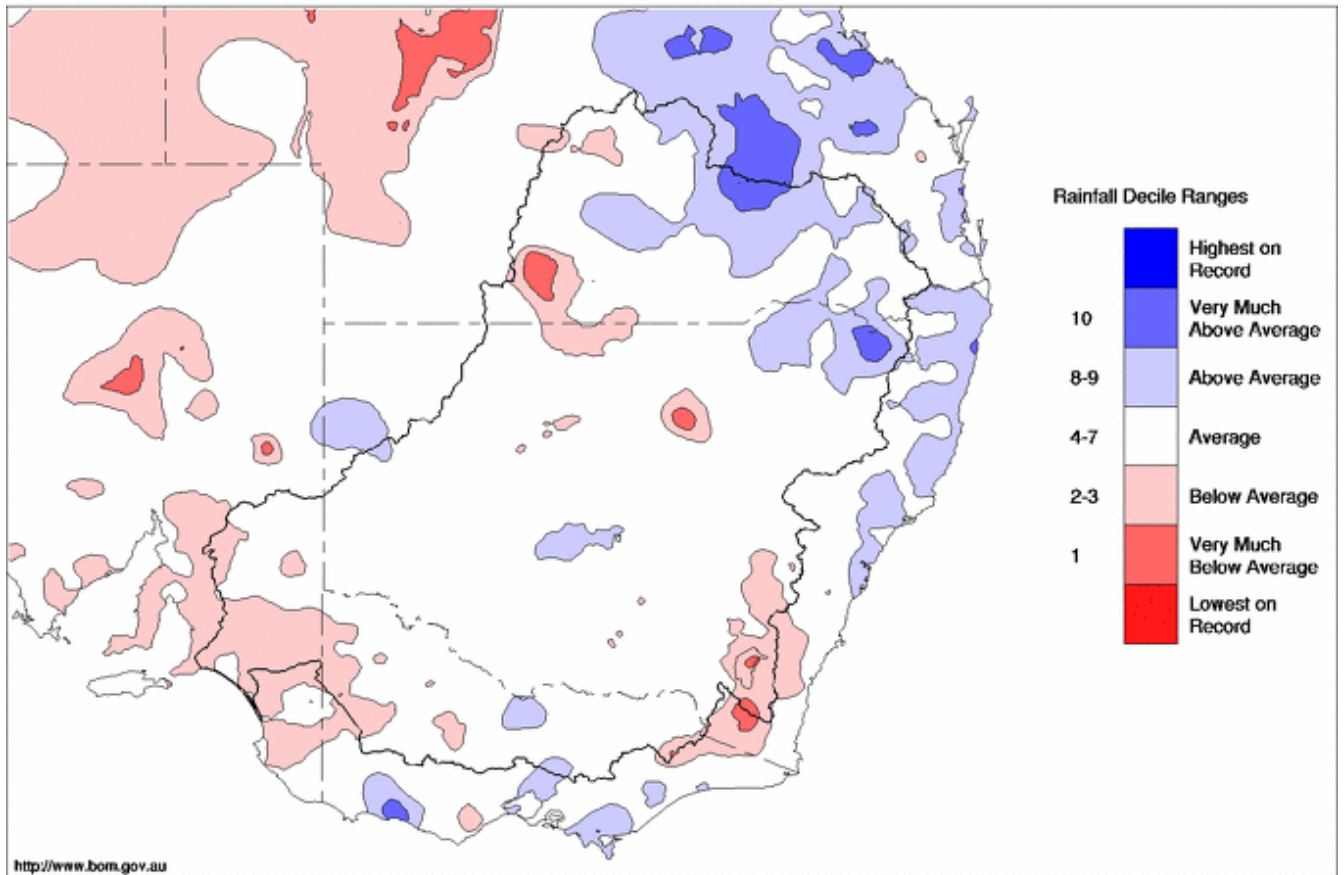 Rainfall Decile Ranges
Highest on
Record
10
Very Much
Above Average
8-9
Above Average
4-7
Average
2-3
Below Average
1
Very Much
Below Average
Lowest on
Record
http://www.bom.gov.au